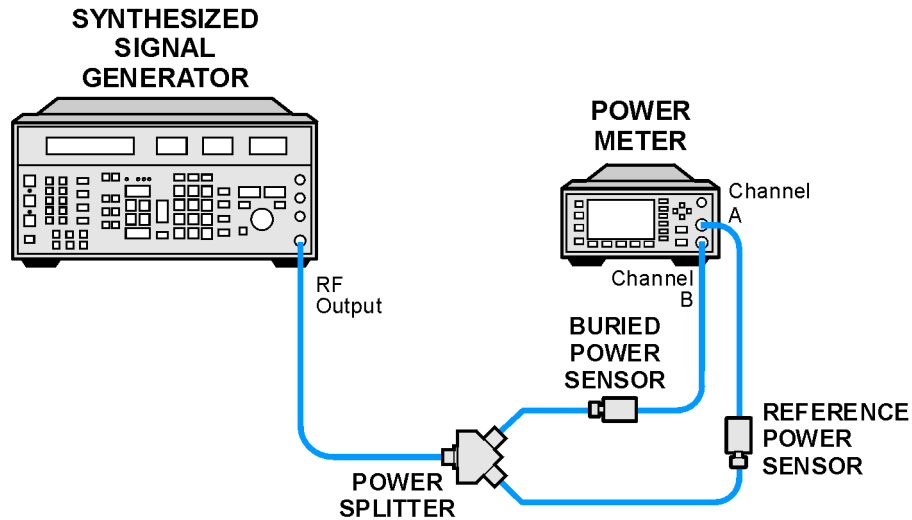 SYNTHESIZED
SIGNAL
GENERATOR
POWER
METER
Channel
A
Channel
B
RF
Output
BURIED
POWER
SENSOR
REFERENCE
POWER
SENSOR
POWER
SPLITTER